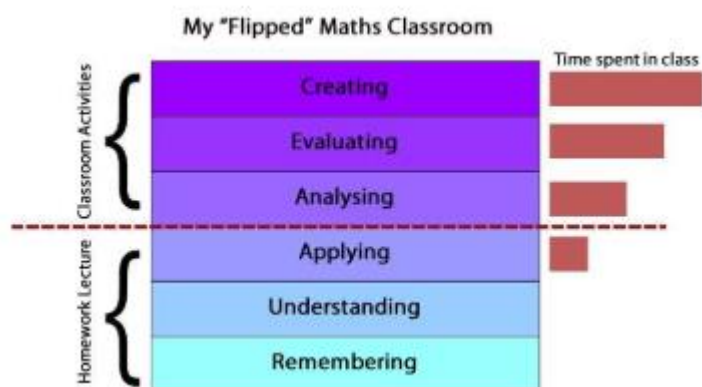 My "Flipped" Maths Classroom
Time spent in class
Classroom Activities
Creating
Evaluating
Analysing
Homework Lecture
Applying
Understanding
Remembering